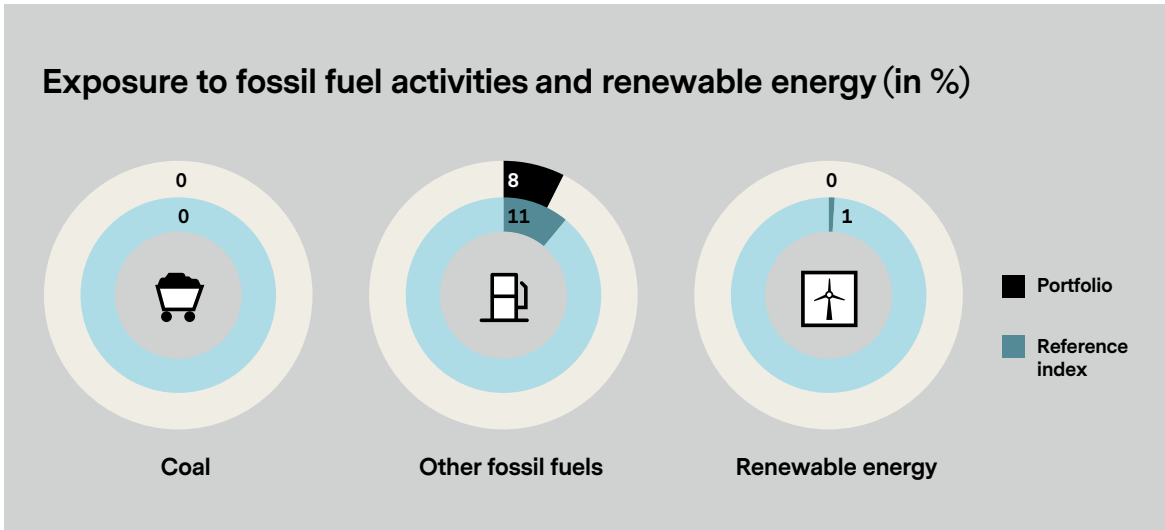 Exposure to fossil fuel activities and renewable energy (in %)
0
0
8
11
0
1
Portfolio
Reference
index
Coal
Other fossil fuels
Renewable energy